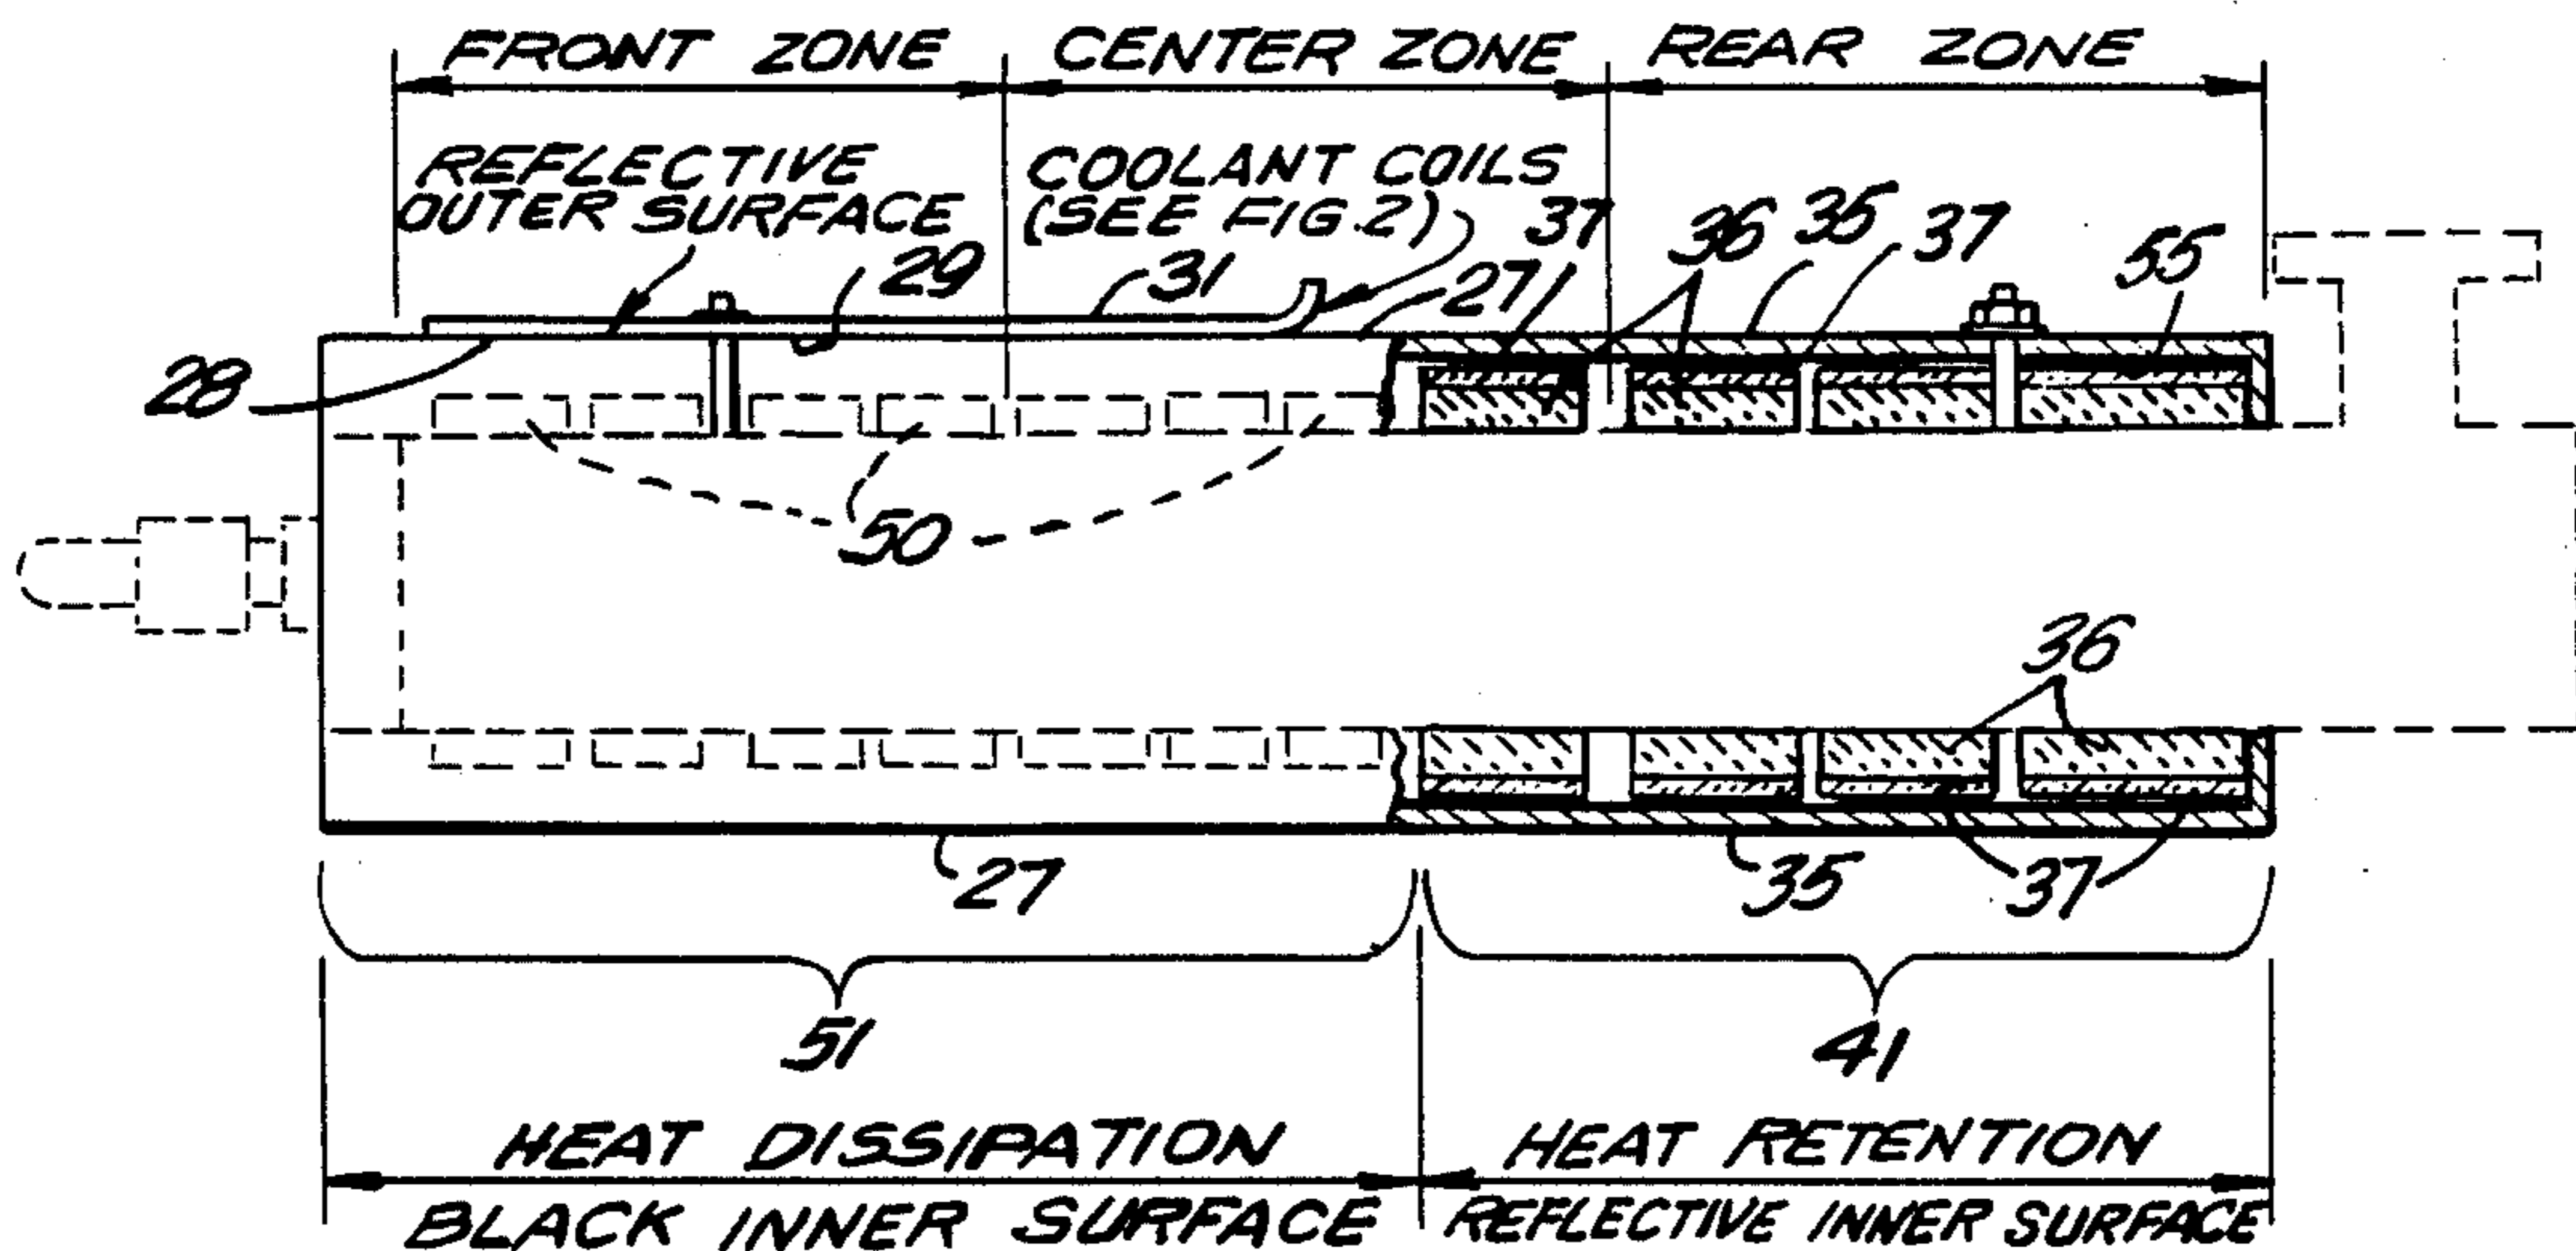 FRONT ZONE CENTER ZONE REAR ZONE
REFLECTIVE
OUTER SURFACE
COOLANT COILS
(SEE FIG. 2)
37
36
35
37
55
29
31
27
28
50
36
27
35
37
51
41
HEAT DISSIPATION HEAT RETENTION
BLACK INNER SURFACE REFLECTIVE INNER SURFACE